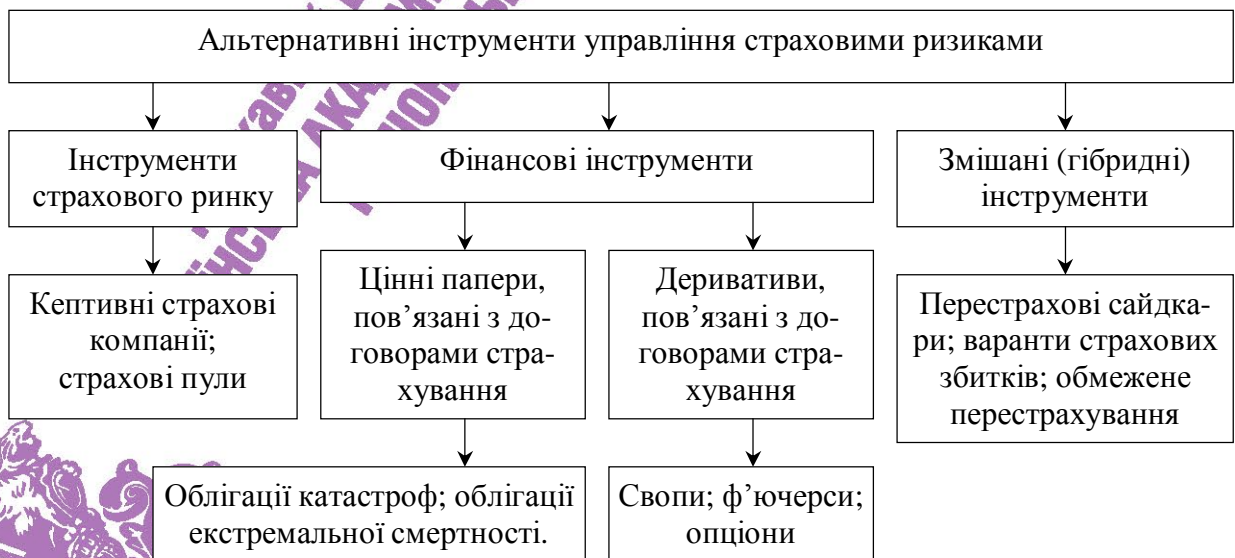 Альтернативні інструменти управління страховими ризиками
Інструменти
страхового ринку
Фінансові інструменти
Змішані (гібридні)
інструменти
Кептивні страхові
компанії;
страхові пули
Цінні папери,
пов’язані з до-
говорами стра-
хування
Деривативи,
пов’язані з до-
говорами стра-
хування
Перестрахові сайдка-
ри; варанти страхових
збитків; обмежене
перестрахування
Облігації катастроф; облігації
екстремальної смертності.
Свопи; ф’ючерси;
опціони